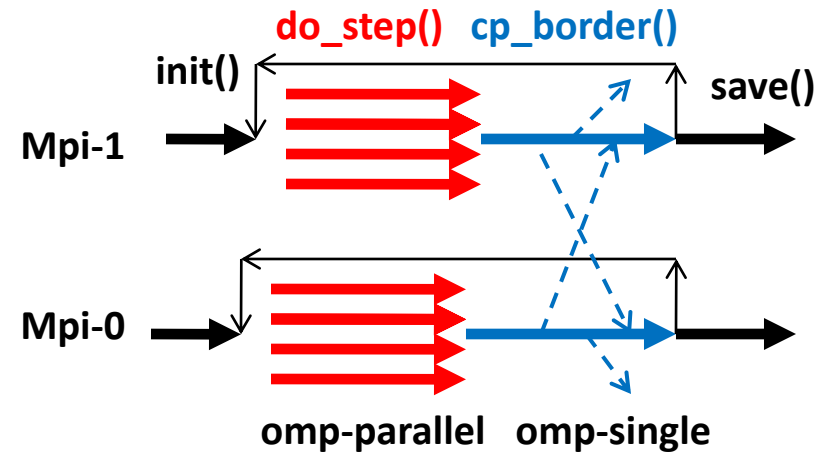 do_step() cp_border()
init()
save()
Mpi-1
Mpi-0
omp-parallel omp-single